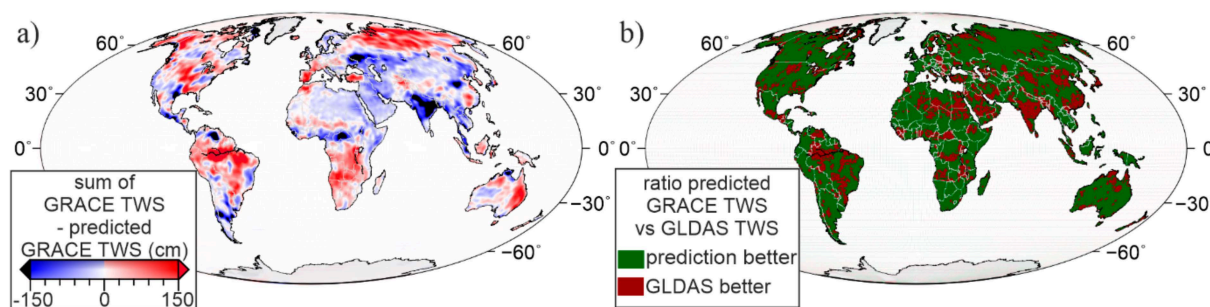 a)
60°
60°
30°
30°
0°
0°
−30°
−60°
sum of
GRACE TWS
- predicted
GRACE TWS (cm)
-150
0
150
b)
60°
60°
30°
30°
0°
0
−30°
−60°
ratio predicted
GRACE TWS
vs GLDAS TWS
prediction better
GLDAS better